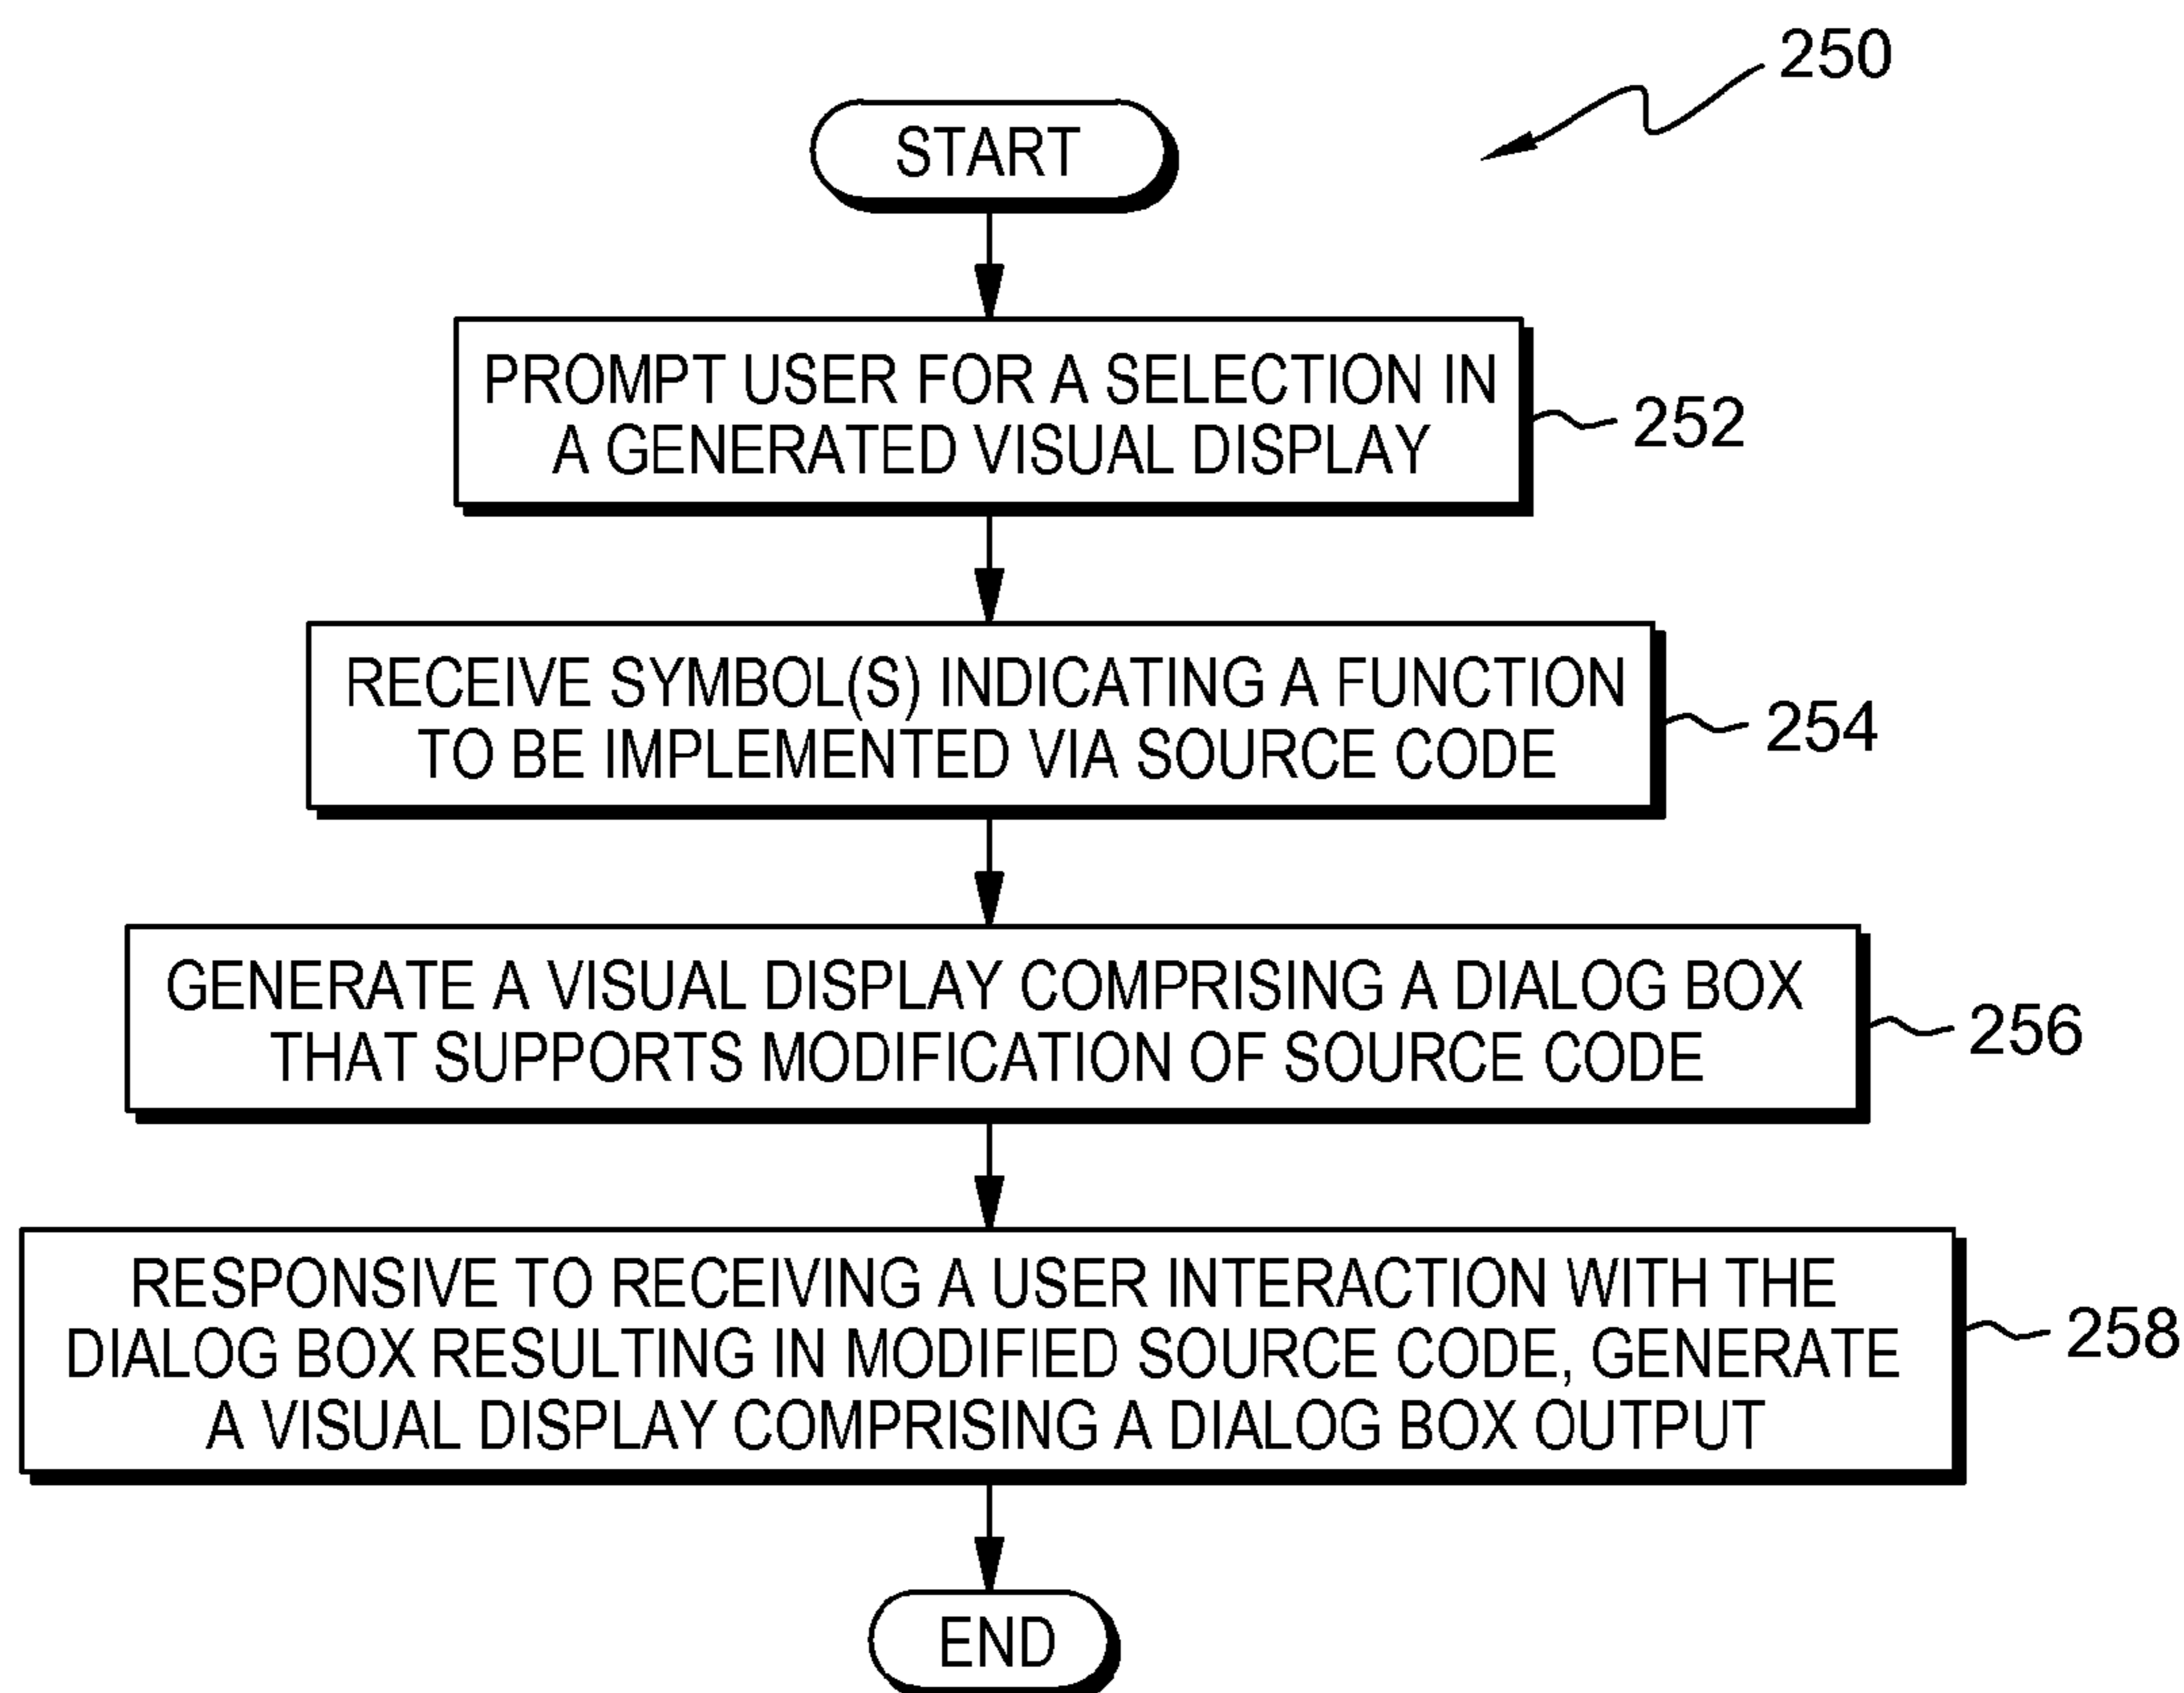 250
START
PROMPT USER FOR A SELECTION IN
A GENERATED VISUAL DISPLAY
252
RECEIVE SYMBOL(S) INDICATING A FUNCTION
TO BE IMPLEMENTED VIA SOURCE CODE
254
GENERATE A VISUAL DISPLAY COMPRISING A DIALOG BOX
THAT SUPPORTS MODIFICATION OF SOURCE CODE
256
RESPONSIVE TO RECEIVING A USER INTERACTION WITH THE
DIALOG BOX RESULTING IN MODIFIED SOURCE CODE, GENERATE
A VISUAL DISPLAY COMPRISING A DIALOG BOX OUTPUT
258
END